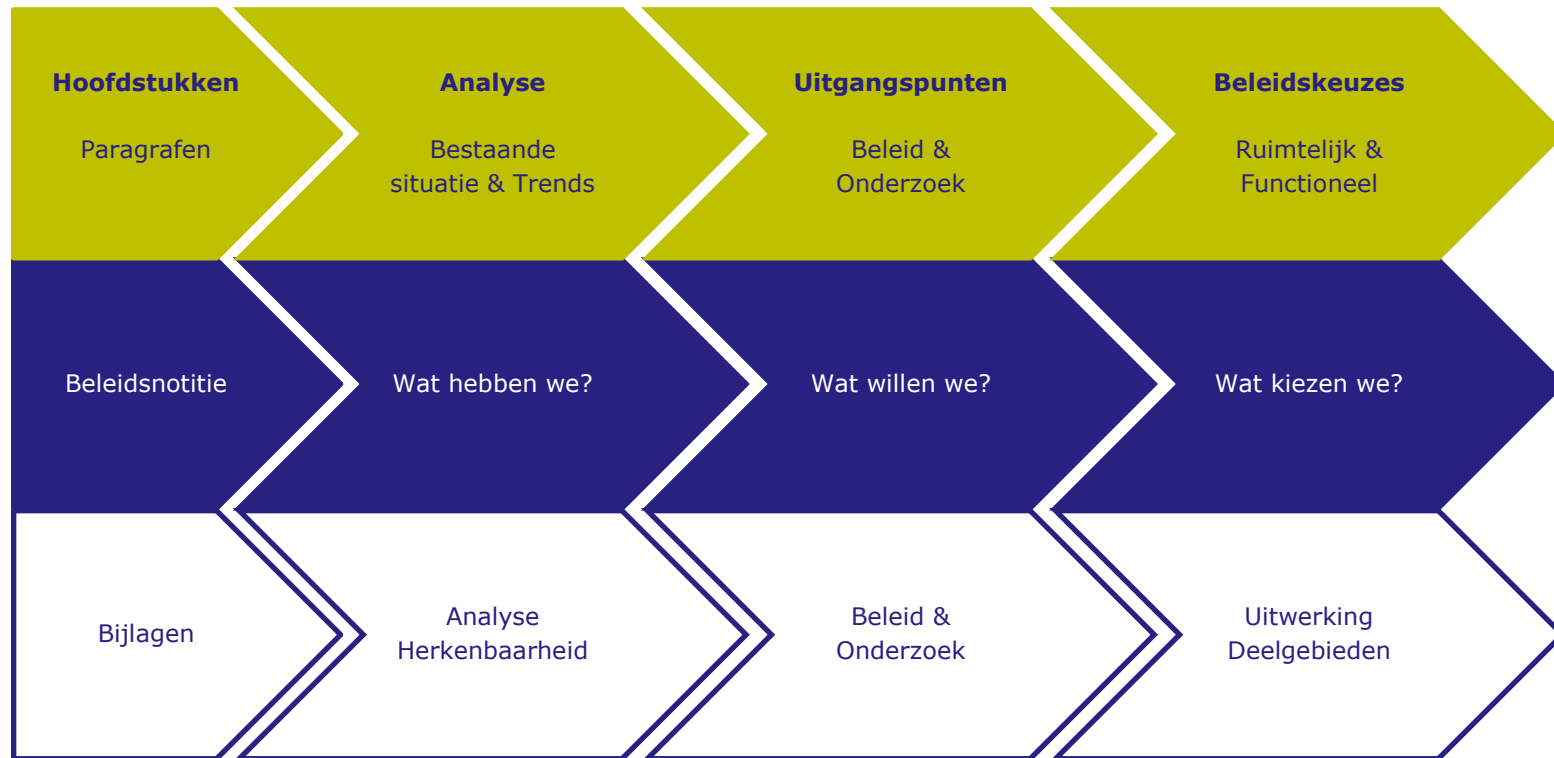 Hoofdstukken
Paragrafen
Analyse
Bestaande
situatie & Trends
Uitgangspunten
Beleid &
Onderzoek
Beleidskeuzes
Ruimtelijk &
Functioneel
Beleidsnotitie
Wat hebben we?
Wat willen we?
Wat kiezen we?
Bijlagen
Analyse
Herkenbaarheid
Beleid &
Onderzoek
Uitwerking
Deelgebieden